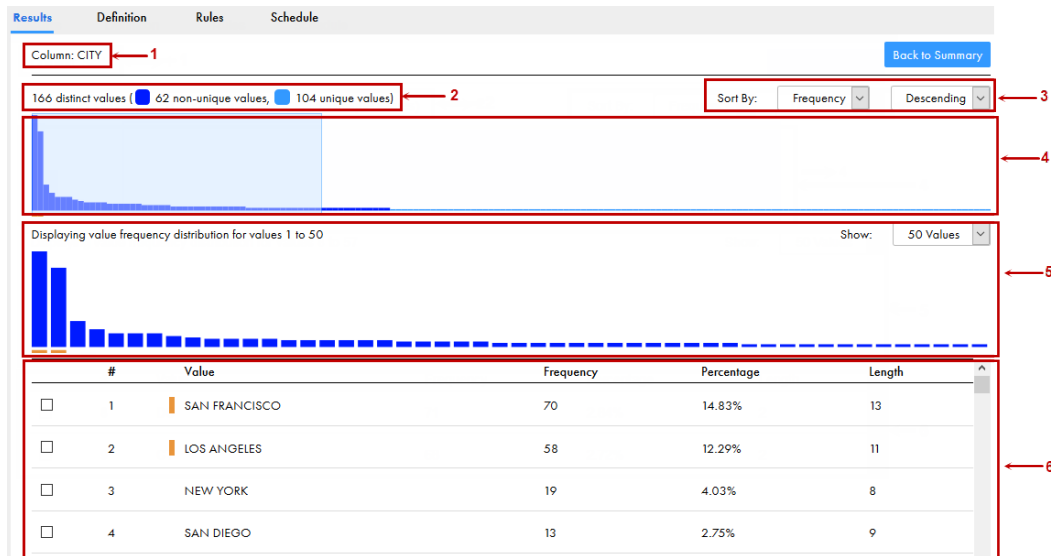 Results Definition Rules Schedule
Column: CITY 1 Back to Summary
166 distinct values ( 62 non-unique values, 104 unique values) 2 Sort By: Frequency Descending 3
4
Displaying value frequency distribution for values 1 to 50 Show: 50 Values
5
# Value Frequency Percentage Length
1 SAN FRANCISCO 70 14.83% 13
2 LOS ANGELES 58 12.29% 11
6
3 NEW YORK 19 4.03% 8
4 SAN DIEGO 13 2.75% 9